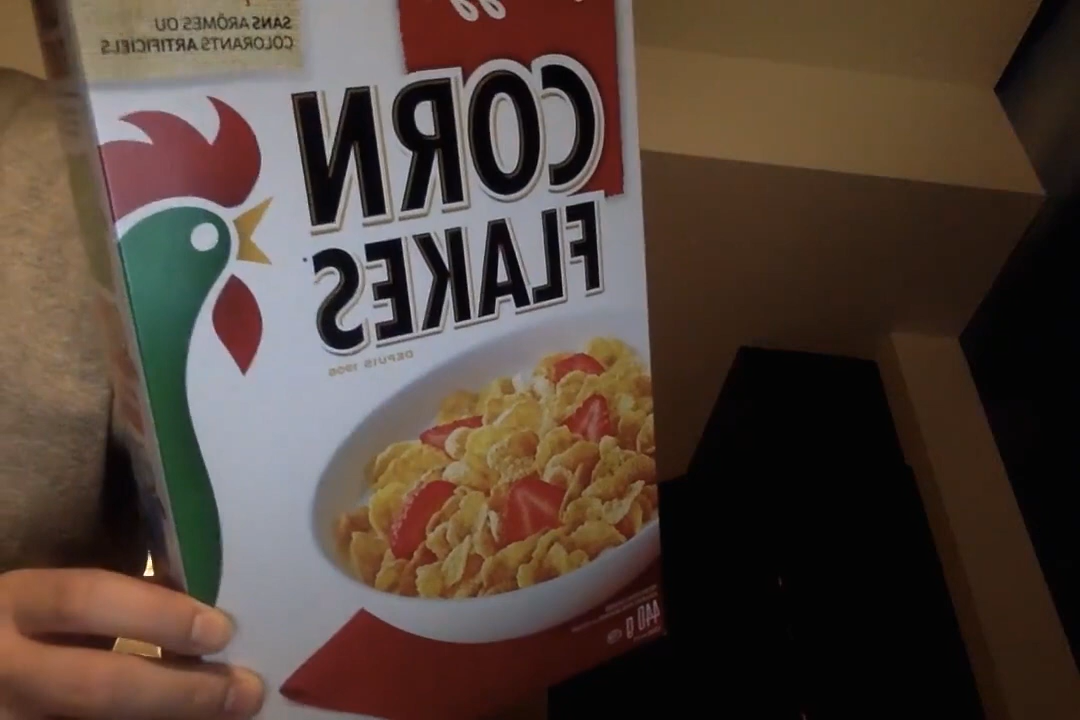 SANS ARÔMES OU
COLORANTS ARTIFICIELS
CORN
FLAKES
DEPUIS 1906
440 g